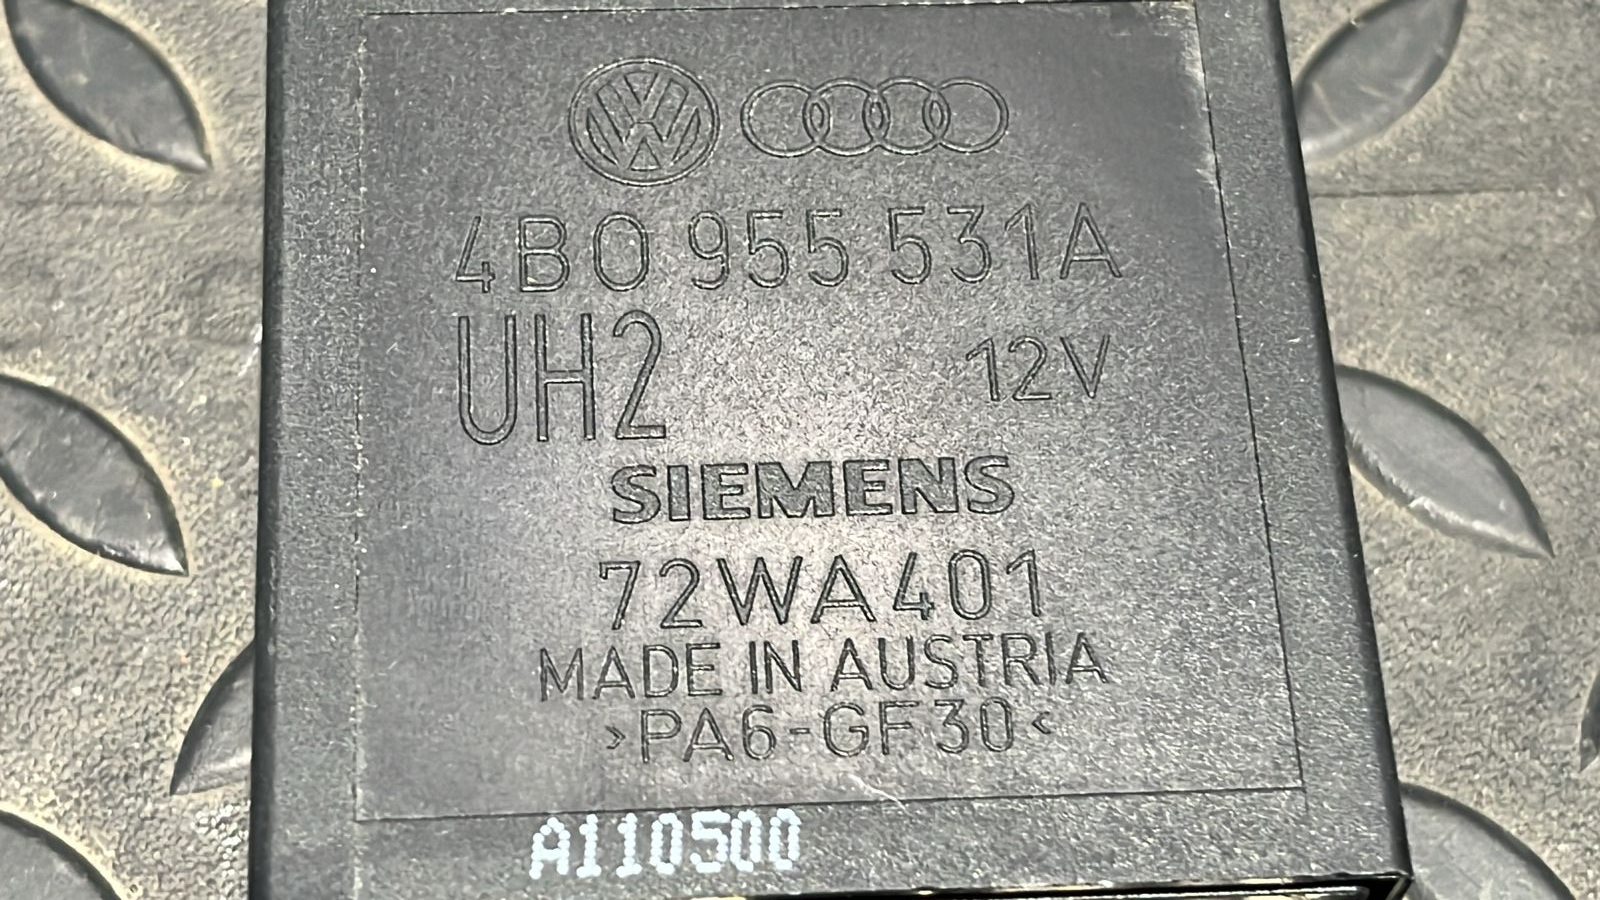 4B0 955 531A
UH2 12V
SIEMENS
72WA401
MADE IN AUSTRIA
>PA6-GF30<
A110500